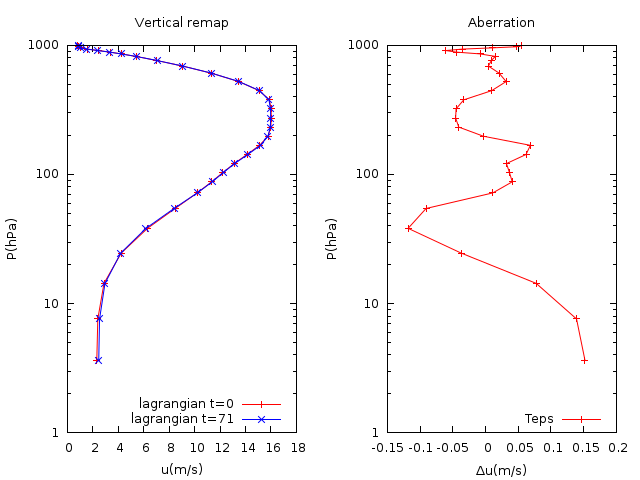 Vertical remap
1000
100
10
1
P(hPa)
lagrangian t=0
lagrangian t=71
0 2 4 6 8 10 12 14 16 18
u(m/s)
Aberration
1000
100
10
1
P(hPa)
Teps
-0.15 -0.1 -0.05 0 0.05 0.1 0.15 0.2
Δu(m/s)